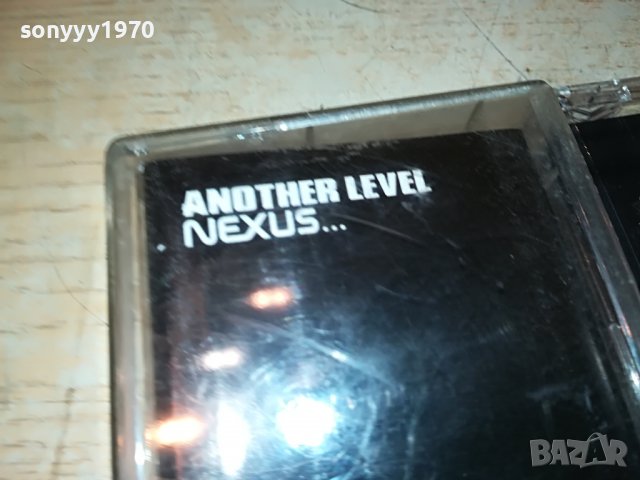 sonyyy1970
ANOTHER LEVEL
NEXUS...
BAZAR